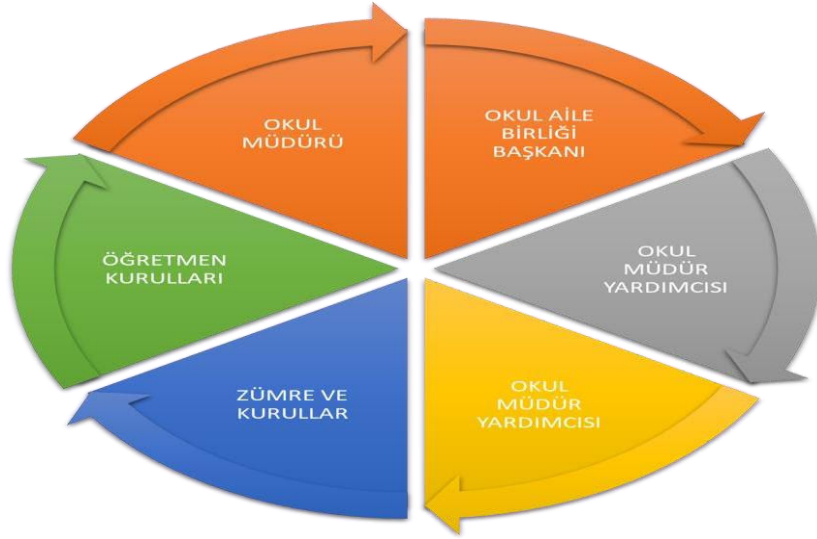 OKUL
MÜDÜRÜ
OKUL AİLE
BİRLİĞİ
BAŞKANI
OKUL
MÜDÜR
YARDIMCISI
OKUL
MÜDÜR
YARDIMCISI
ZÜMRE VE
KURULLAR
ÖĞRETMEN
KURULLARI